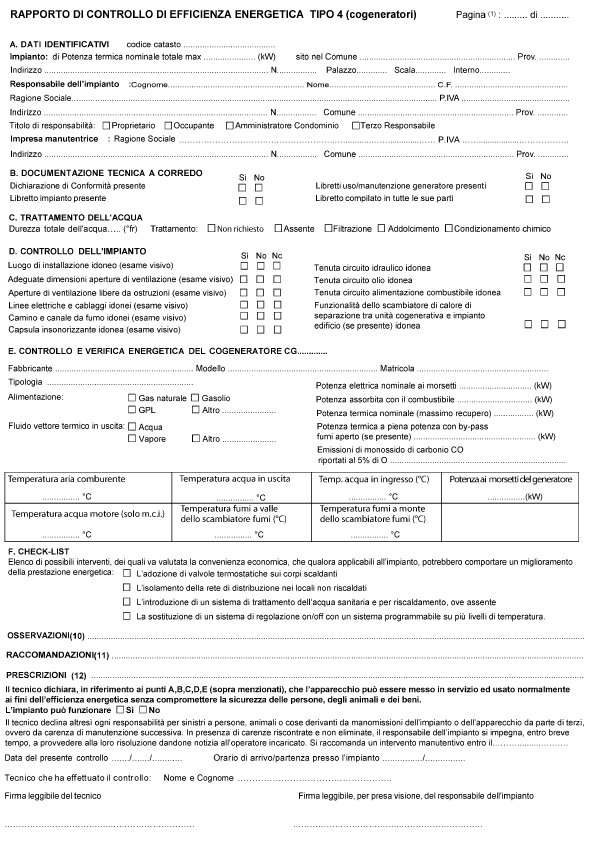 RAPPORTO DI CONTROLLO DI EFFICIENZA ENERGETICA TIPO 4 (cogeneratori) Pagina (1) : ........ di .........
A. DATI IDENTIFICATIVI codice catasto ..................................
Impianto: di Potenza termica nominale totale max .................... (kW) sito nel Comune ................................................ Prov. .........
Indirizzo ........................................ N............. Palazzo........... Scala........... Interno...........
Responsabile dell'impianto :Cognome............................ Nome............................ C.F. ............................
Ragione Sociale........................................ P.IVA ............................
Indirizzo ........................................ N............. Comune ............................ Prov. .........
Titolo di responsabilità: ☐ Proprietario ☐ Occupante ☐ Amministratore Condominio ☐ Terzo Responsabile
Impresa manutentrice : Ragione Sociale ........................................ P.IVA ............................
Indirizzo ........................................ N............. Comune ............................ Prov. .........
B. DOCUMENTAZIONE TECNICA A CORREDO
Sì No Sì No
Dichiarazione di Conformità presente ☐ ☐ Libretti uso/manutenzione generatore presenti ☐ ☐
Libretto impianto presente ☐ ☐ Libretto compilato in tutte le sue parti ☐ ☐
C. TRATTAMENTO DELL'ACQUA
Durezza totale dell'acqua..... (°fr) Trattamento: ☐ Non richiesto ☐ Assente ☐ Filtrazione ☐ Addolcimento ☐ Condizionamento chimico
D. CONTROLLO DELL'IMPIANTO
Sì No Nc Sì No Nc
Luogo di installazione idoneo (esame visivo) ☐ ☐ ☐ Tenuta circuito idraulico idonea ☐ ☐ ☐
Adeguate dimensioni aperture di ventilazione (esame visivo) ☐ ☐ ☐ Tenuta circuito olio idonea ☐ ☐ ☐
Aperture di ventilazione libere da ostruzioni (esame visivo) ☐ ☐ ☐ Tenuta circuito alimentazione combustibile idonea ☐ ☐ ☐
Linee elettriche e cablaggi idonei (esame visivo) ☐ ☐ ☐ Funzionalità dello scambiatore di calore di
Camino e canale da fumo idonei (esame visivo) ☐ ☐ ☐ separazione tra unità cogenerativa e impianto
Capsula insonorizzante idonea (esame visivo) ☐ ☐ ☐ edificio (se presente) idonea ☐ ☐ ☐
E. CONTROLLO E VERIFICA ENERGETICA DEL COGENERATORE CG............
Fabbricante ............................ Modello ............................ Matricola ............................
Tipologia ............................
Potenza elettrica nominale ai morsetti .................... (kW)
Alimentazione: ☐ Gas naturale ☐ Gasolio
Potenza assorbita con il combustibile .................... (kW)
☐ GPL ☐ Altro ....................
Potenza termica nominale (massimo recupero) ............... (kW)
Fluido vettore termico in uscita: ☐ Acqua
Potenza termica a piena potenza con by-pass
☐ Vapore ☐ Altro ....................
fumi aperto (se presente) .................... (kW)
Emissioni di monossido di carbonio CO
riportati al 5% di O ....................
Temperatura aria comburente Temperatura acqua in uscita Temp. acqua in ingresso (°C) Potenza ai morsetti del generatore
............... °C ............... °C ............... °C ...............(kW)
Temperatura acqua motore (solo m.c.i.) Temperatura fumi a valle Temperatura fumi a monte
dello scambiatore fumi (°C) dello scambiatore fumi (°C)
............... °C ............... °C ............... °C
F. CHECK-LIST
Elenco di possibili interventi, dei quali va valutata la convenienza economica, che qualora applicabili all'impianto, potrebbero comportare un miglioramento
della prestazione energetica: ☐ L'adozione di valvole termostatiche sui corpi scaldanti
☐ L'isolamento della rete di distribuzione nei locali non riscaldati
☐ L'introduzione di un sistema di trattamento dell'acqua sanitaria e per riscaldamento, ove assente
☐ La sostituzione di un sistema di regolazione on/off con un sistema programmabile su più livelli di temperatura.
OSSERVAZIONI(10) ............................
RACCOMANDAZIONI(11) ............................
PRESCRIZIONI (12) ............................
Il tecnico dichiara, in riferimento ai punti A,B,C,D,E (sopra menzionati), che l'apparecchio può essere messo in servizio ed usato normalmente
ai fini dell'efficienza energetica senza compromettere la sicurezza delle persone, degli animali e dei beni.
L'impianto può funzionare ☐ Sì ☐ No
Il tecnico declina altresì ogni responsabilità per sinistri a persone, animali o cose derivanti da manomissioni dell'impianto o dell'apparecchio da parte di terzi,
ovvero da carenza di manutenzione successiva. In presenza di carenze riscontrate e non eliminate, il responsabile dell'impianto si impegna, entro breve
tempo, a provvedere alla loro risoluzione dandone notizia all'operatore incaricato. Si raccomanda un intervento manutentivo entro il........................
Data del presente controllo ....../....../........... Orario di arrivo/partenza presso l'impianto .............../...............
Tecnico che ha effettuato il controllo: Nome e Cognome ............................
Firma leggibile del tecnico Firma leggibile, per presa visione, del responsabile dell'impianto
........................................ ........................................